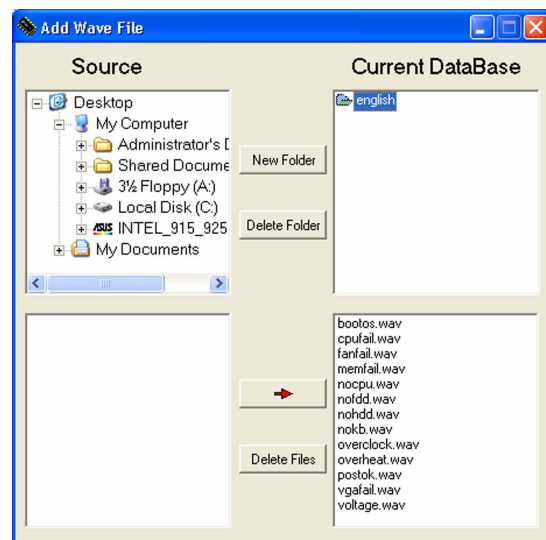 Add Wave File
Source
Current DataBase
Desktop
My Computer
Administrator's D
Shared Docume
3½ Floppy (A:)
Local Disk (C:)
ASUS INTEL_915_925
My Documents
english
New Folder
Delete Folder
bootos.wav
cpufail.wav
fanfail.wav
memfail.wav
nocpu.wav
nofdd.wav
nohdd.wav
nokb.wav
overclock.wav
overheat.wav
postok.wav
vgafail.wav
voltage.wav
Delete Files